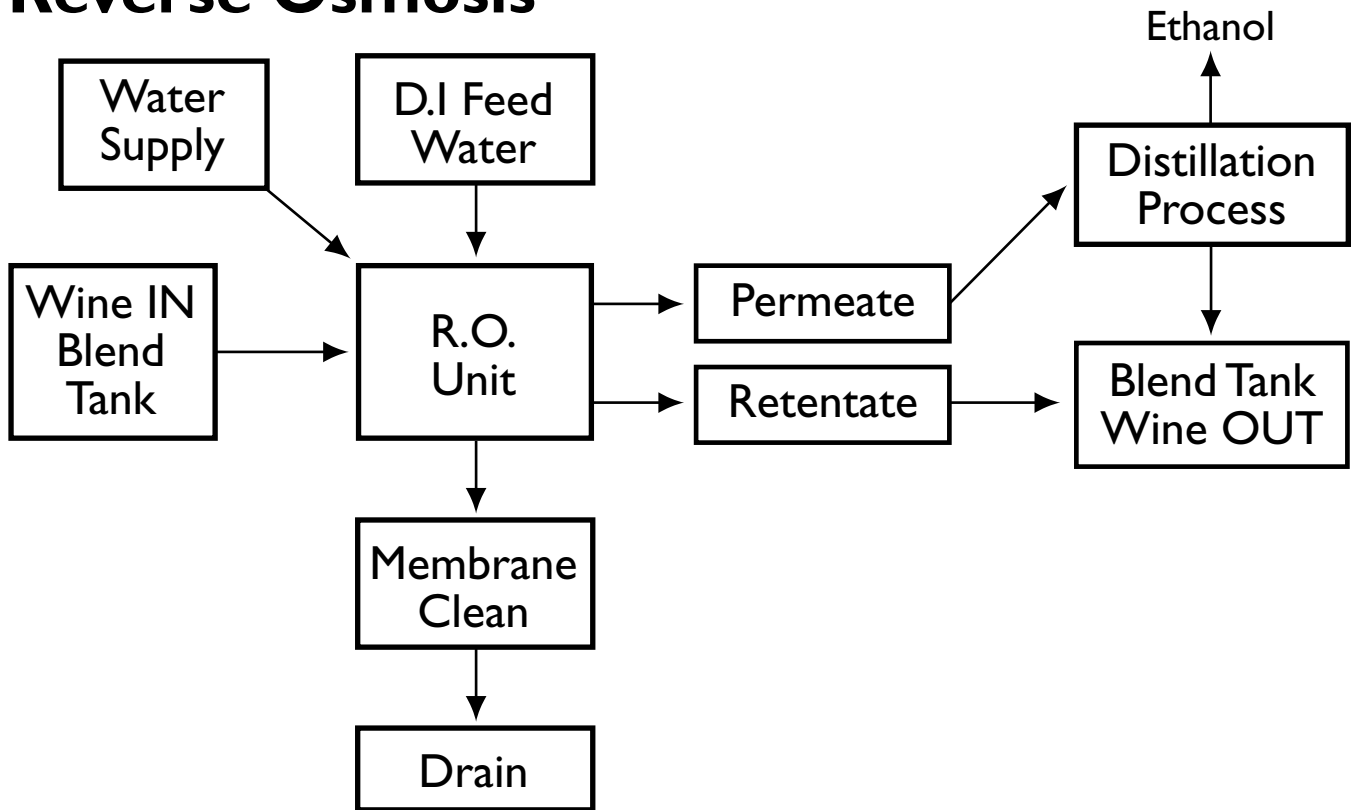 Reverse Osmosis
Ethanol
Water
Supply
D.I Feed
Water
Distillation
Process
Wine IN
Blend
Tank
R.O.
Unit
Permeate
Retentate
Blend Tank
Wine OUT
Membrane
Clean
Drain